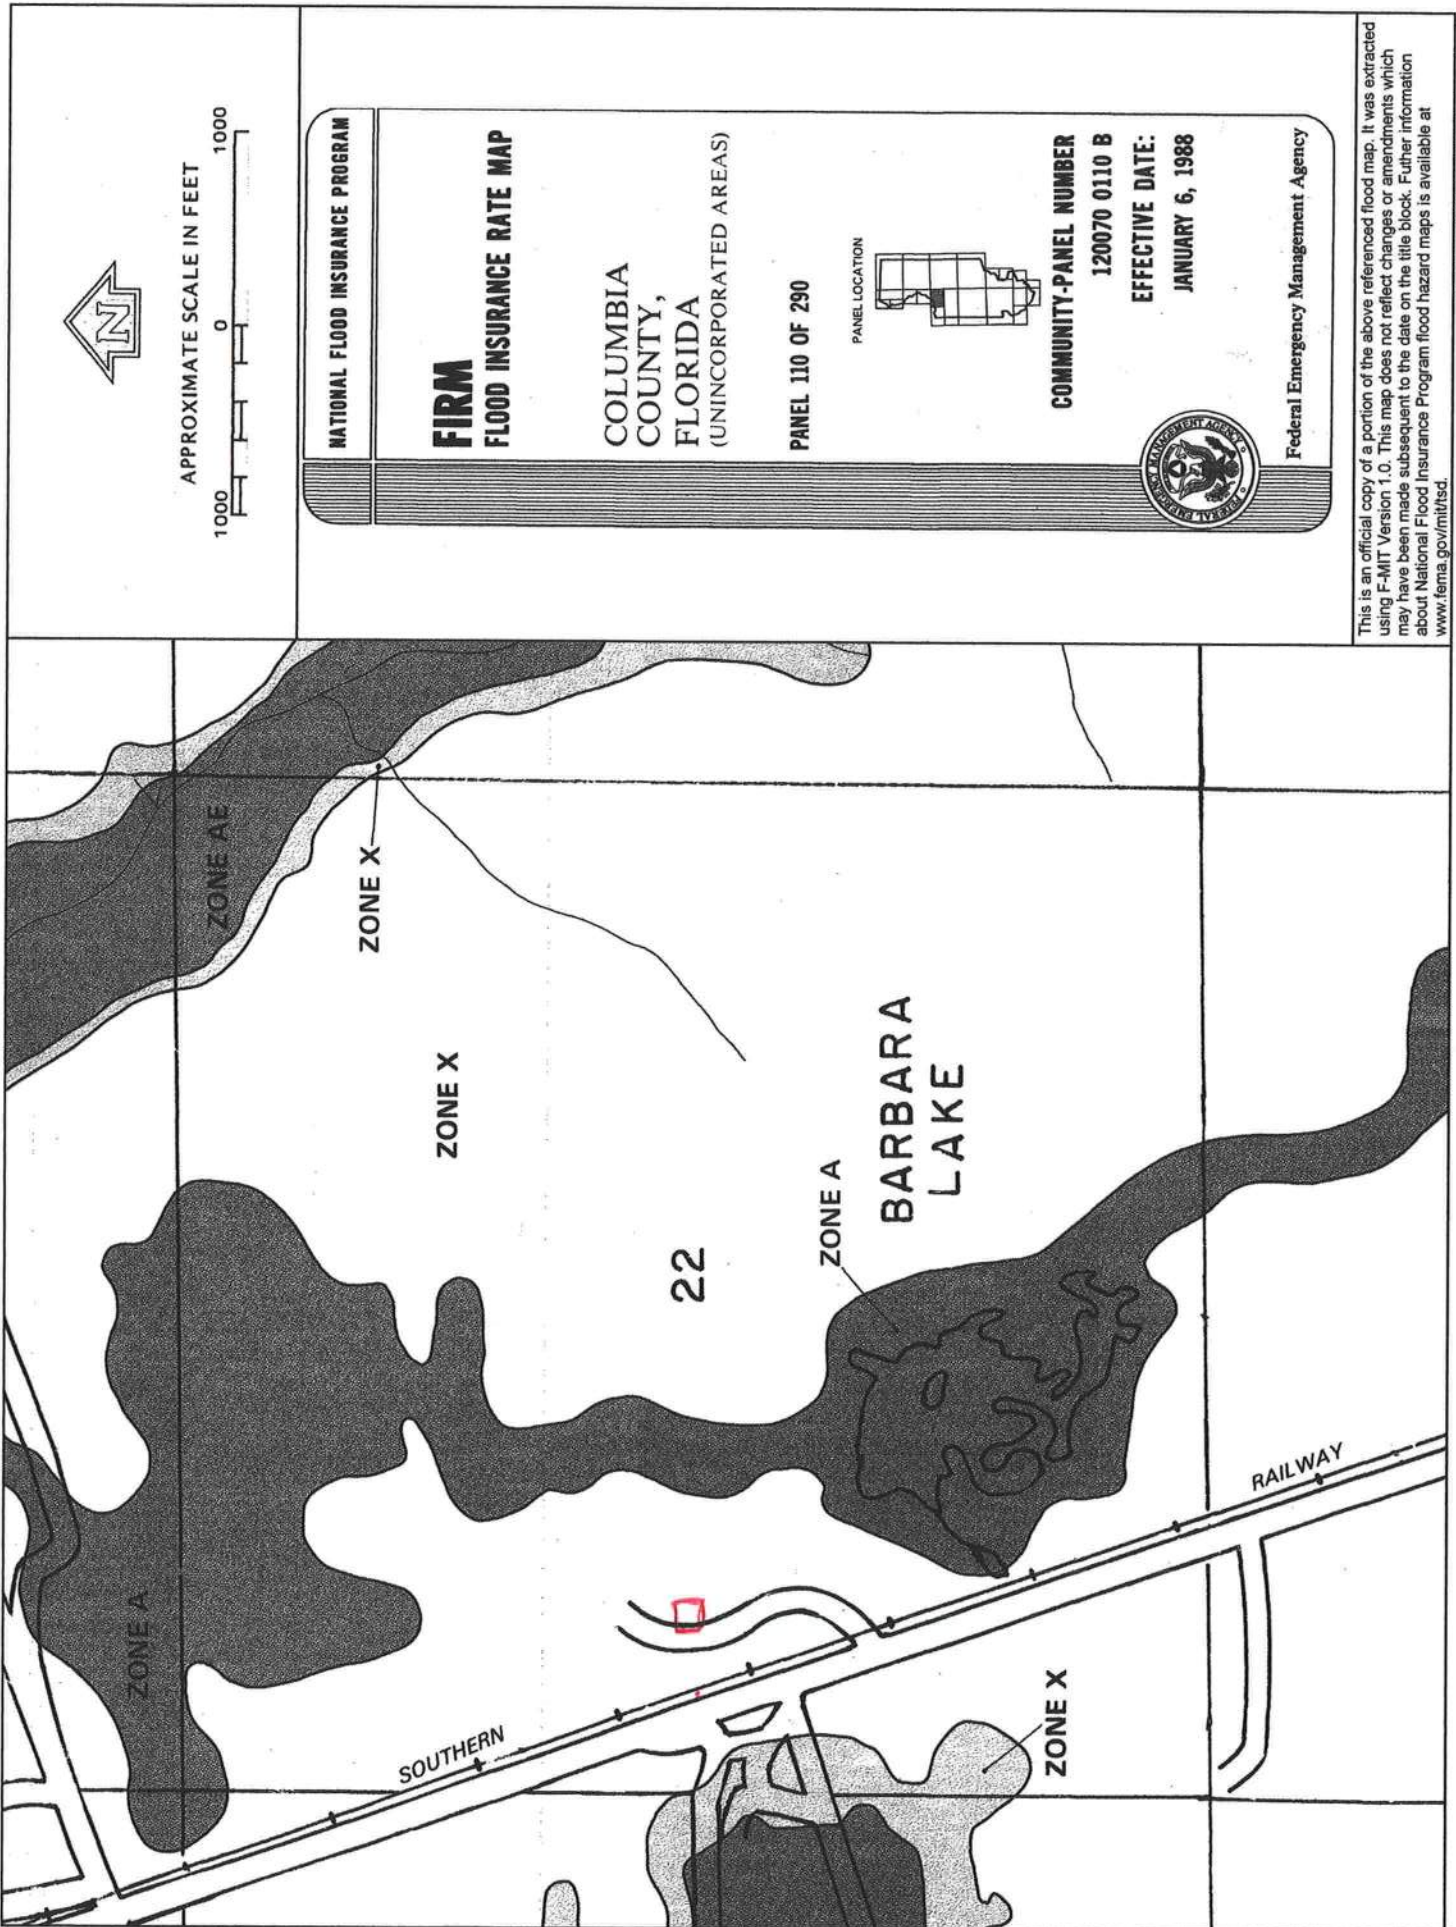 APPROXIMATE SCALE IN FEET
1000 0 1000
NATIONAL FLOOD INSURANCE PROGRAM
FIRM
FLOOD INSURANCE RATE MAP
COLUMBIA
COUNTY,
FLORIDA
(UNINCORPORATED AREAS)
PANEL 110 OF 290
PANEL LOCATION
COMMUNITY-PANEL NUMBER
120070 0110 B
EFFECTIVE DATE:
JANUARY 6, 1988
FEDERAL EMERGENCY MANAGEMENT AGENCY
Federal Emergency Management Agency
This is an official copy of a portion of the above referenced flood map. It was extracted
using F-MIT Version 1.0. This map does not reflect changes or amendments which
may have been made subsequent to the date on the title block. Futher information
about National Flood Insurance Program flood hazard maps is available at
www.fema.gov/mit/tsd.
N
ZONE AE
ZONE X
ZONE X
ZONE A
BARBARA
LAKE
22
ZONE A
SOUTHERN
RAILWAY
ZONE X